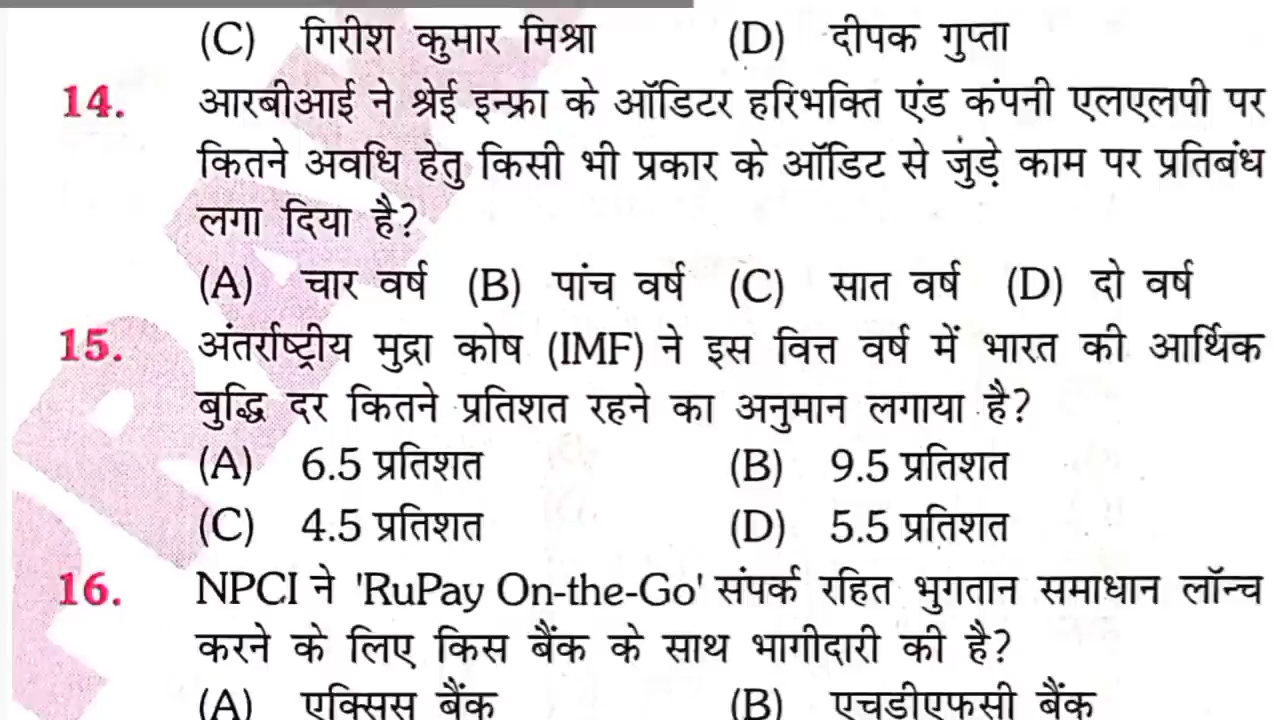 (C) गिरीश कुमार मिश्रा (D) दीपक गुप्ता
14. आरबीआई ने श्रेई इन्फ्रा के ऑडिटर हरिभक्ति एंड कंपनी एलएलपी पर
कितने अवधि हेतु किसी भी प्रकार के ऑडिट से जुंड़े काम पर प्रतिबंध
लगा दिया है?
(A) चार वर्ष (B) पांच वर्ष (C) सात वर्ष (D) दो वर्ष
15. अंतर्राष्ट्रीय मुद्रा कोष (IMF) ने इस वित्त वर्ष में भारत की आर्थिक
बुद्धि दर कितने प्रतिशत रहने का अनुमान लगाया है?
(A) 6.5 प्रतिशत (B) 9.5 प्रतिशत
(C) 4.5 प्रतिशत (D) 5.5 प्रतिशत
16. NPCI ने 'RuPay On-the-Go' संपर्क रहित भुगतान समाधान लॉन्च
करने के लिए किस बैंक के साथ भागीदारी की है?
(A) एक्सिस बैंक (B) एचडीएफसी बैंक